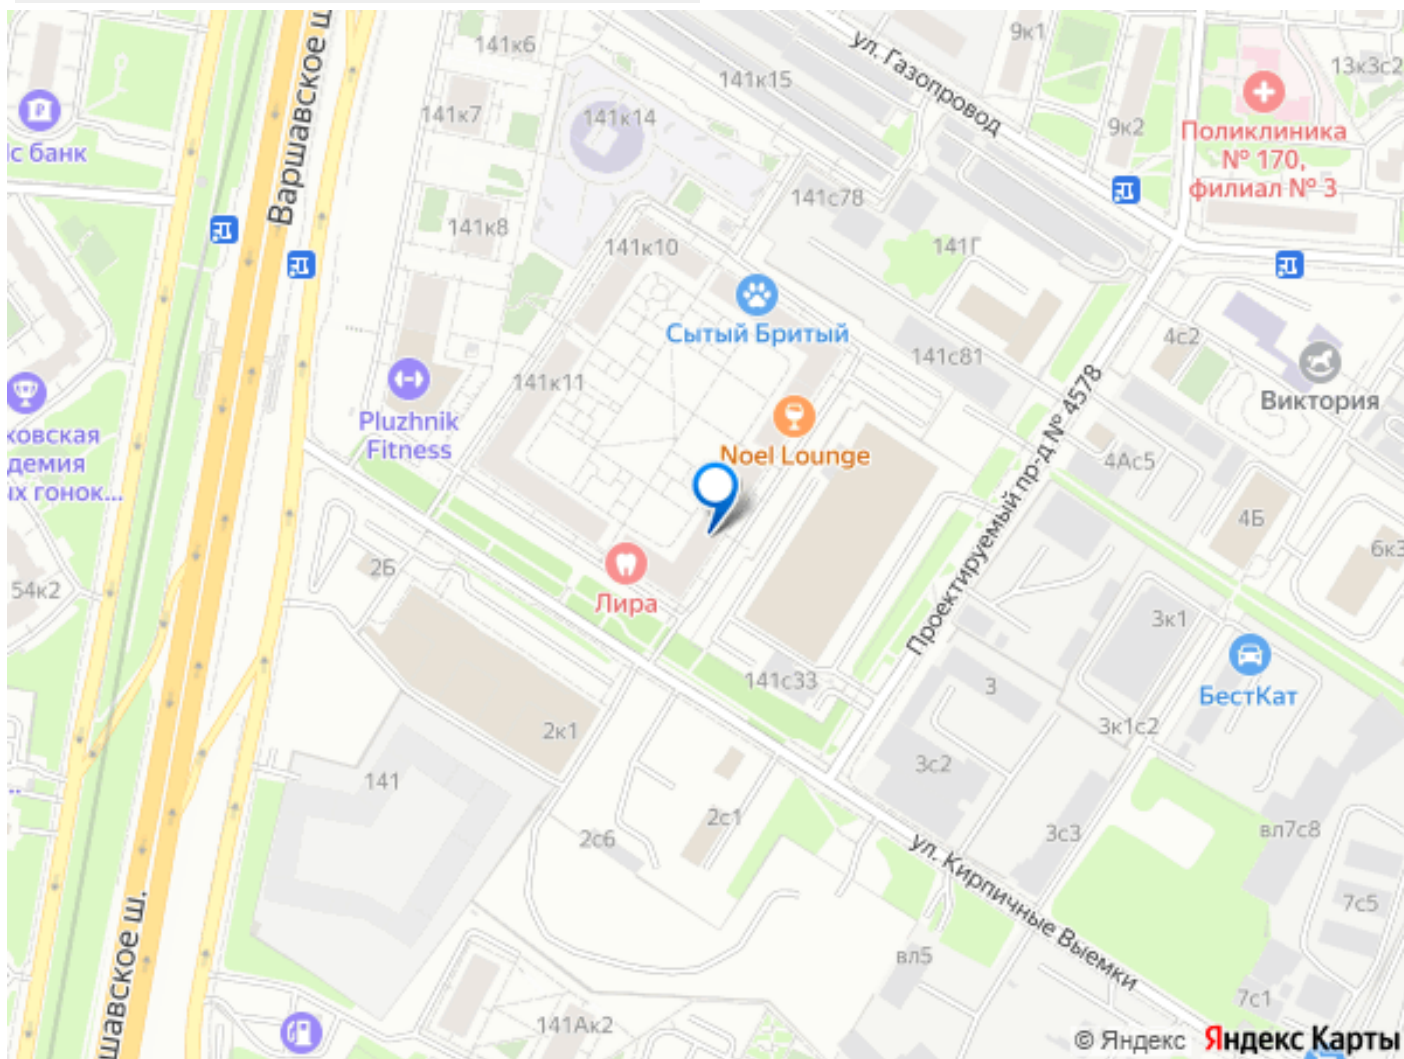 141к6
Варшавское ш.
9к1
ул. Газопровод
13к3с2
141к15
141к7
141к14
9к2
Поликлиника
№ 170,
филиал № 3
Iс банк
141с78
141к8
141к10
141Г
Сытый Бритый
4с2
141с81
141к11
Виктория
Pluzhnik
Fitness
Проектируемый пр-д № 4578
Noel Lounge
ховская
демия
ых гонок...
4Ас5
4Б
6к3
2Б
54к2
Лира
3к1
141с33
3
БестКат
2к1
3к1с2
3с2
141
2с1
2с6
3с3
вл7с8
ул. Кирпичные Выемки
7с5
шавское ш.
вл5
7с1
141Ак2
© Яндекс Яндекс Карты